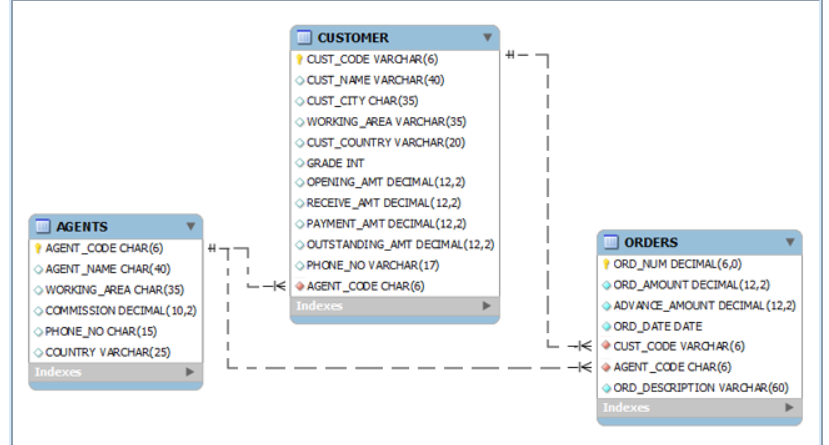 CUSTOMER
CUST_CODE VARCHAR(6)
CUST_NAME VARCHAR(40)
CUST_CITY CHAR(35)
WORKING_AREA VARCHAR(35)
CUST_COUNTRY VARCHAR(20)
GRADE INT
OPENING_AMT DECIMAL(12,2)
RECEIVE_AMT DECIMAL(12,2)
PAYMENT_AMT DECIMAL(12,2)
OUTSTANDING_AMT DECIMAL(12,2)
PHONE_NO VARCHAR(17)
AGENT_CODE CHAR(6)
Indexes
AGENTS
AGENT_CODE CHAR(6)
AGENT_NAME CHAR(40)
WORKING_AREA CHAR(35)
COMMISSION DECIMAL(10,2)
PHONE_NO CHAR(15)
COUNTRY VARCHAR(25)
Indexes
ORDERS
ORD_NUM DECIMAL(6,0)
ORD_AMOUNT DECIMAL(12,2)
ADVANCE_AMOUNT DECIMAL(12,2)
ORD_DATE DATE
CUST_CODE VARCHAR(6)
AGENT_CODE CHAR(6)
ORD_DESCRIPTION VARCHAR(60)
Indexes